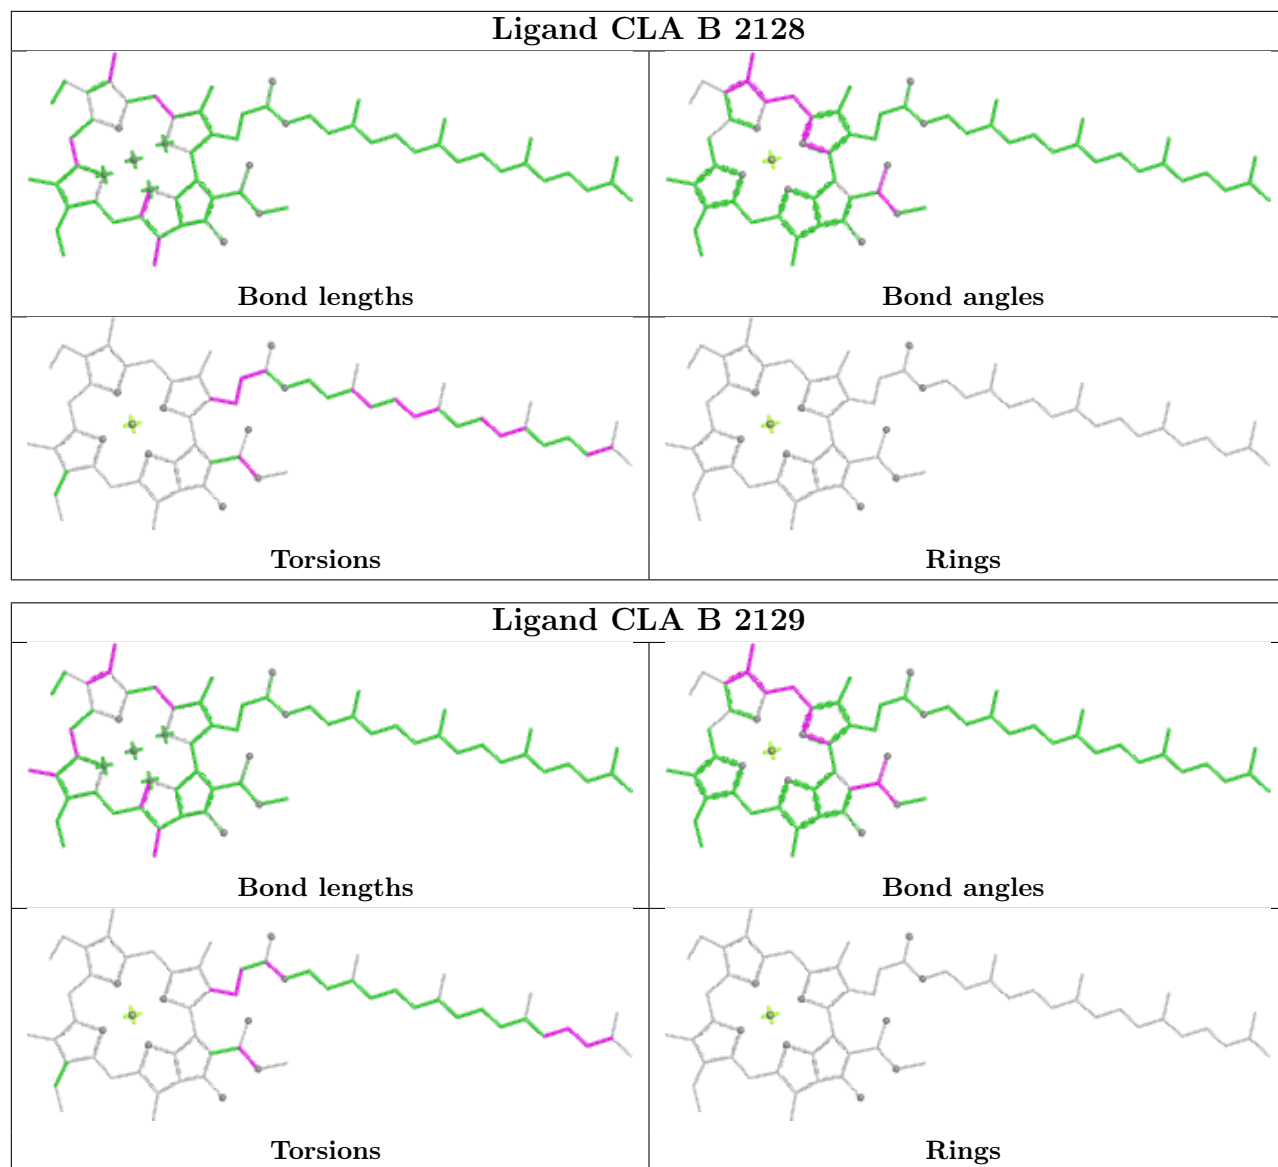 Ligand CLA B 2128
Bond lengths
Bond angles
Torsions
Rings
Ligand CLA B 2129
Bond lengths
Bond angles
Torsions
Rings